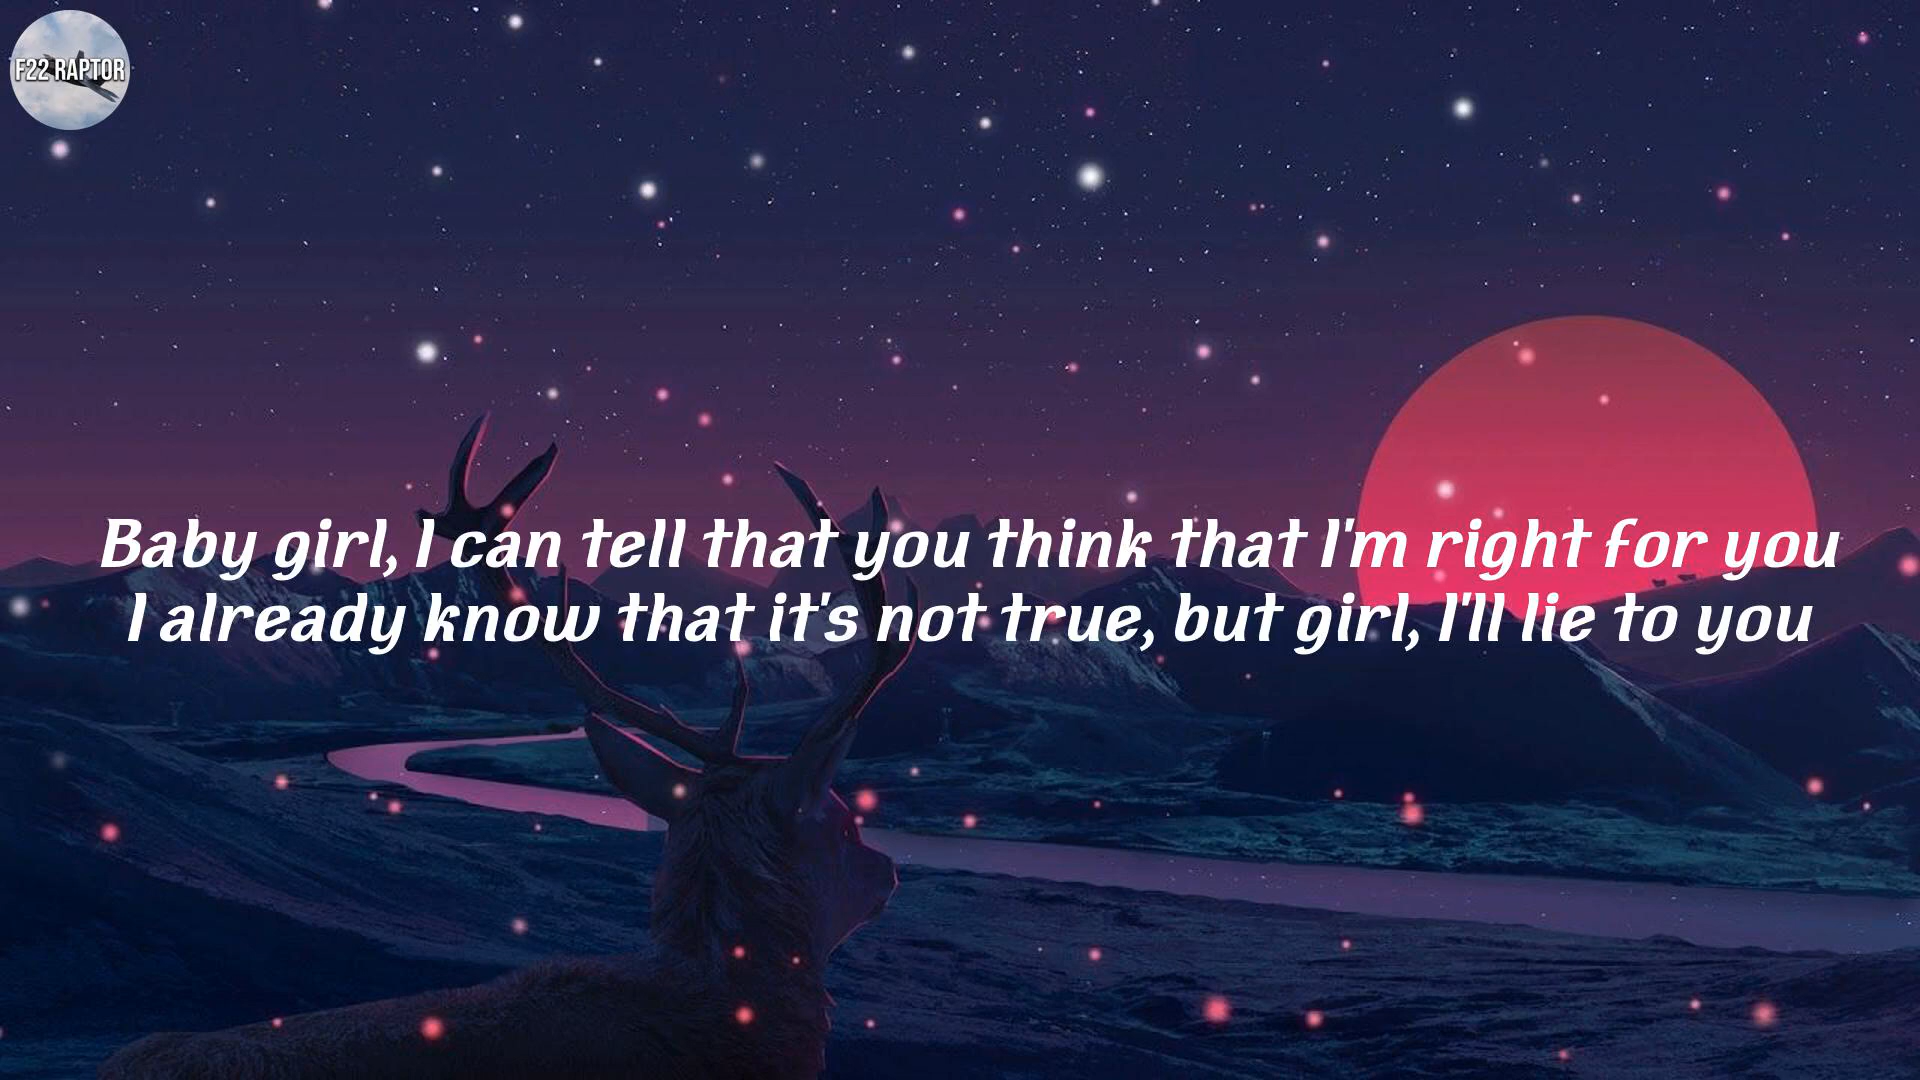 F22 RAPTOR
Baby girl, I can tell that you think that I'm right for you
I already know that it's not true, but girl, I'll lie to you